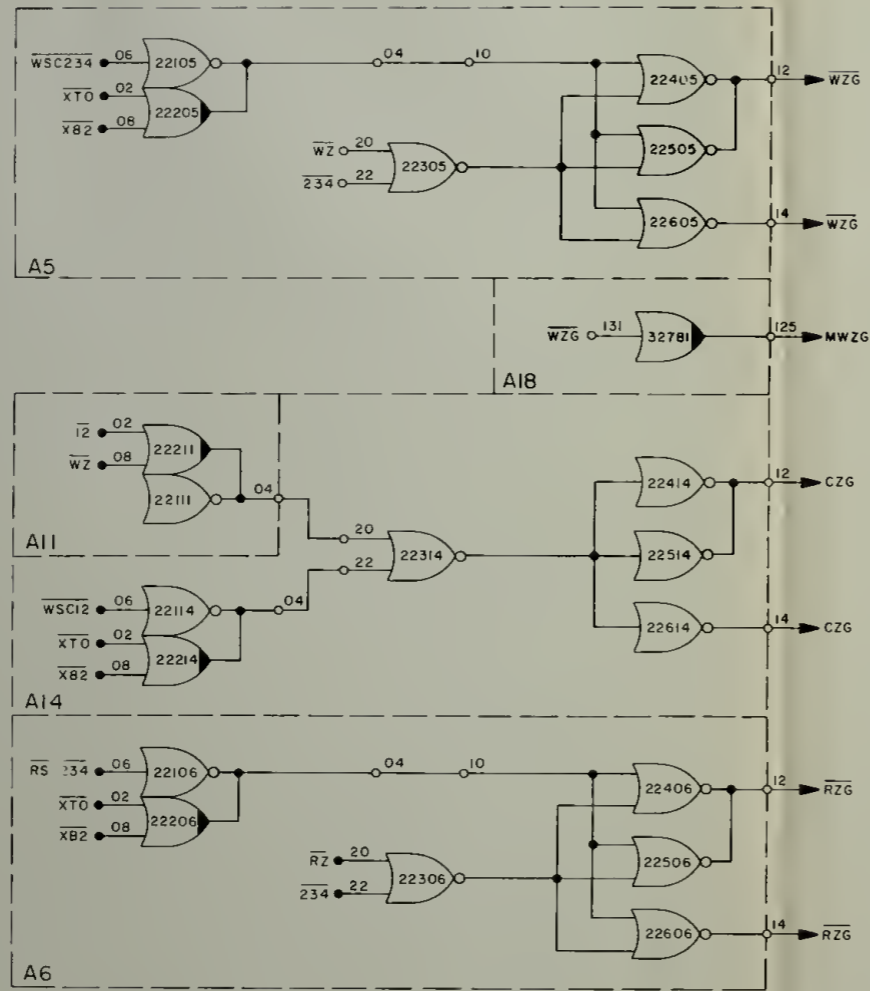 WSC234 06 22105 04 10 22405 12 WZG
XT0 02 22205
XB2 08
WZ 20 22305 22505
234 22
22605 14 WZG
A5
WZG 131 32781 125 MWZG
A18
12 02 22211
WZ 08 22111 04
A11
22414 12 CZG
20 22314 22514
22
WSC12 06 22114 04 22614 14 CZG
XT0 02 22214
XB2 08
A14
RS 234 06 22106 04 10 22406 12 RZG
XT0 02 22206
XB2 08
RZ 20 22306 22506
234 22
22606 14 RZG
A6